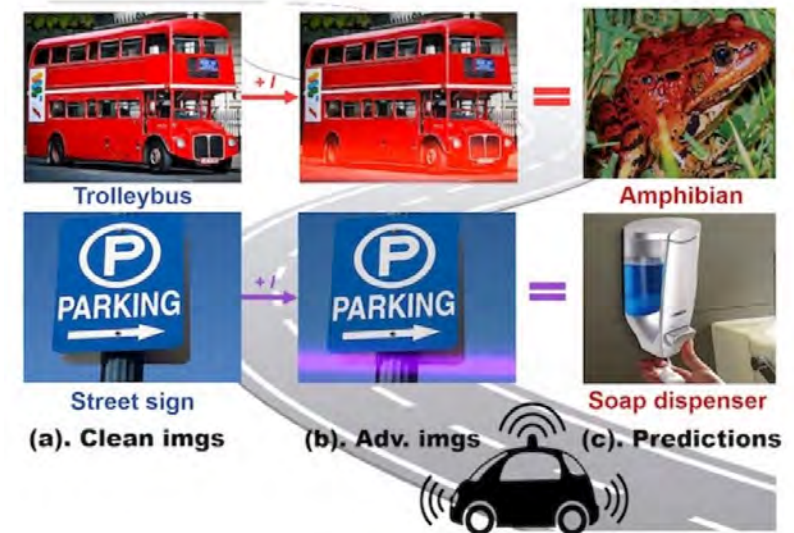 + l
=
Trolleybus
Amphibian
P
PARKING
+ l
P
PARKING
=
Street sign
Soap dispenser
(a). Clean imgs
(b). Adv. imgs
(c). Predictions